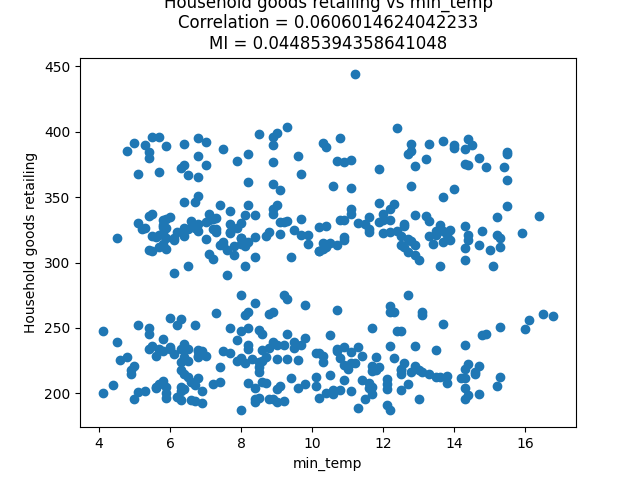 Household goods retailing vs min_temp
Correlation = 0.0606014624042233
MI = 0.04485394358641048
450
400
350
300
250
200
Household goods retailing
4 6 8 10 12 14 16
min_temp